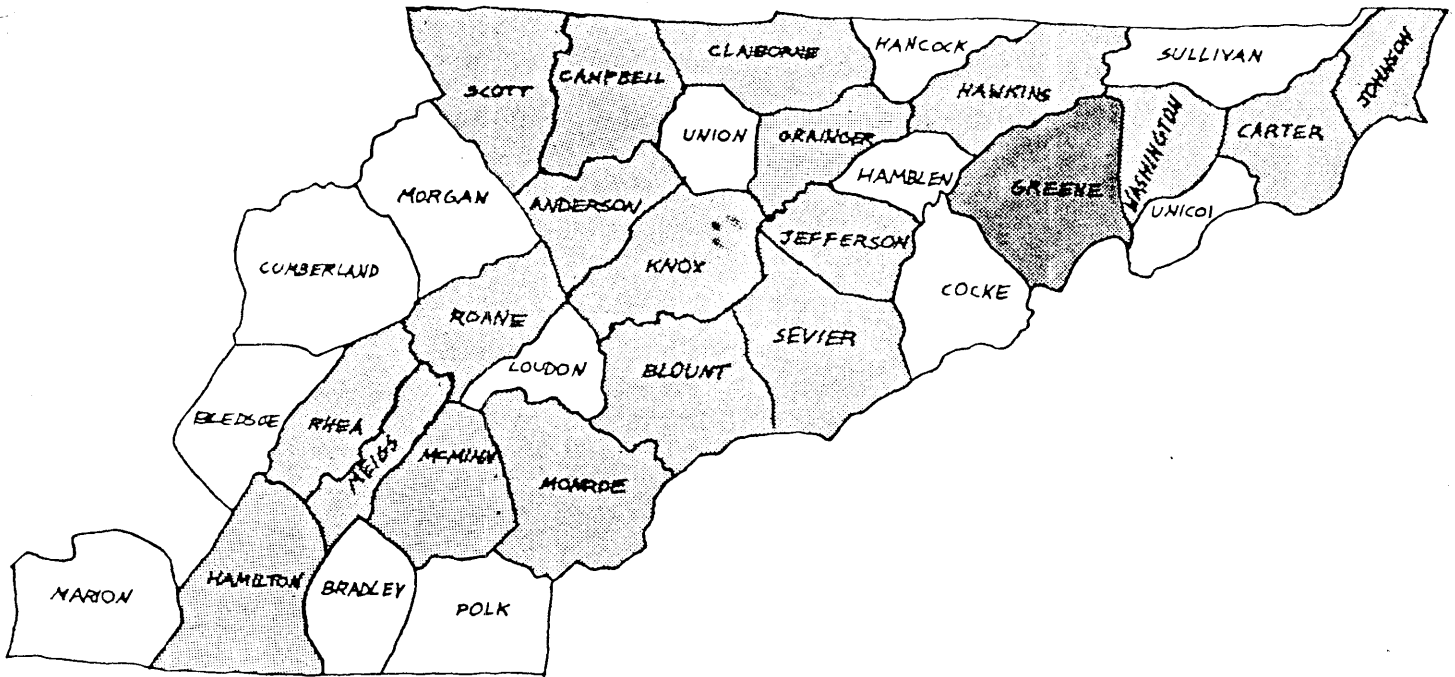 SCOTT
CAMPBELL
CLAIBORNE
HANCOCK
HAWKINS
SULLIVAN
JOHNSON
UNION
GRAINGER
WASHINGTON
CARTER
MORGAN
ANDERSON
HAMBLEN
GREENE
UNICOI
CUMBERLAND
KNOX
JEFFERSON
COCKE
ROANE
LOUDON
BLOUNT
SEVIER
BLEDSOE
RHEA
MEIGS
MCMINN
MONROE
MARION
HAMILTON
BRADLEY
POLK